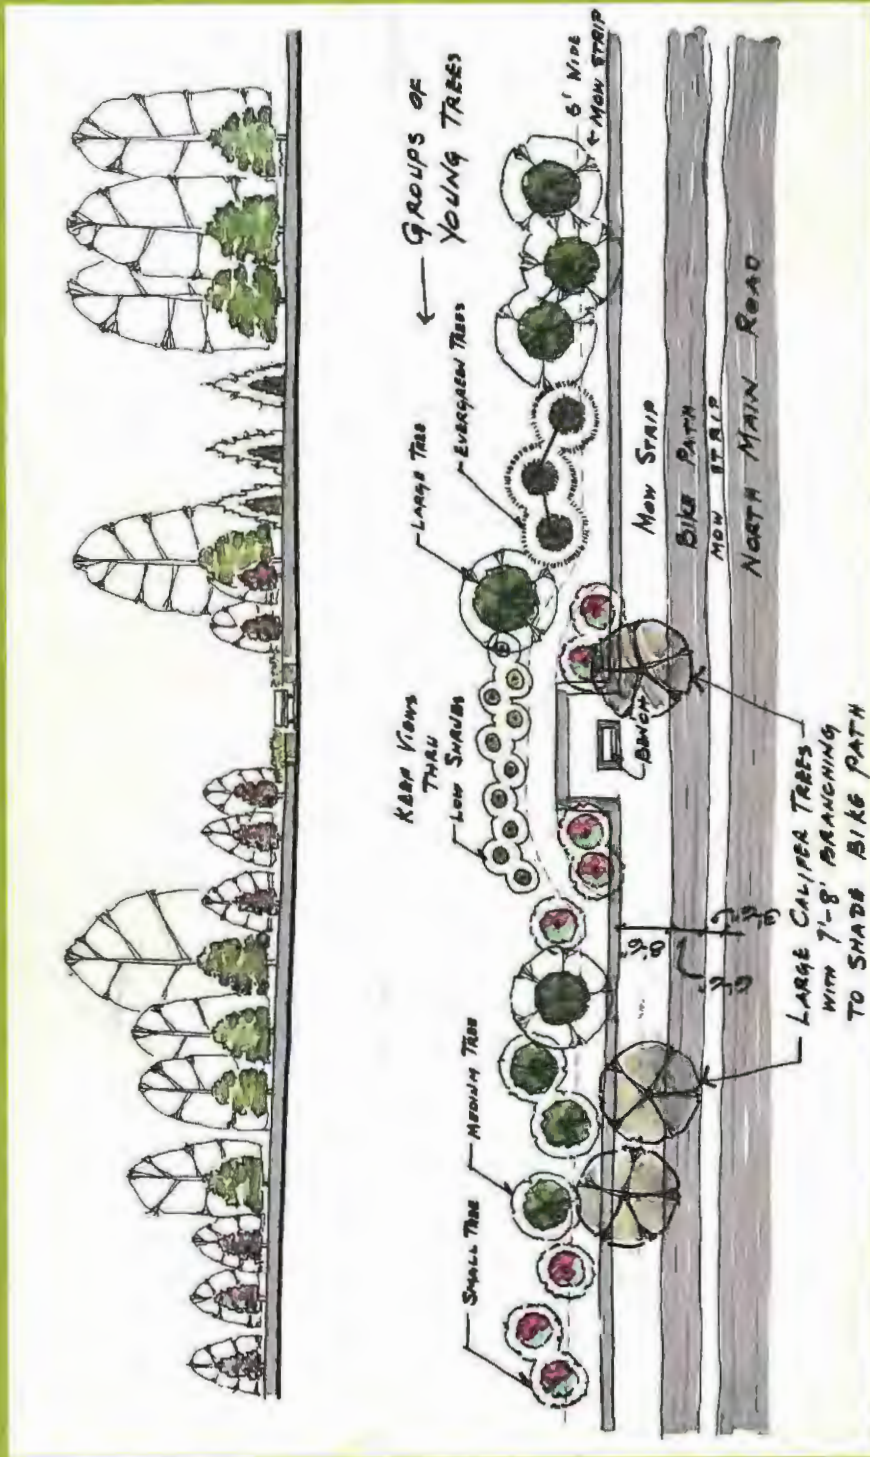 KEEP VIEWS
THRU
LOW SHRUBS
GROUPS OF
YOUNG TREES
SMALL TREE
MEDIUM TREE
LARGE TREE
EVERGREEN TREES
6' WIDE
MOW STRIP
BENCH
MOW STRIP
BIKE PATH
MOW STRIP
NORTH MAIN ROAD
LARGE CALIPER TREES
WITH 7'-8' BRANCHING
TO SHADE BIKE PATH